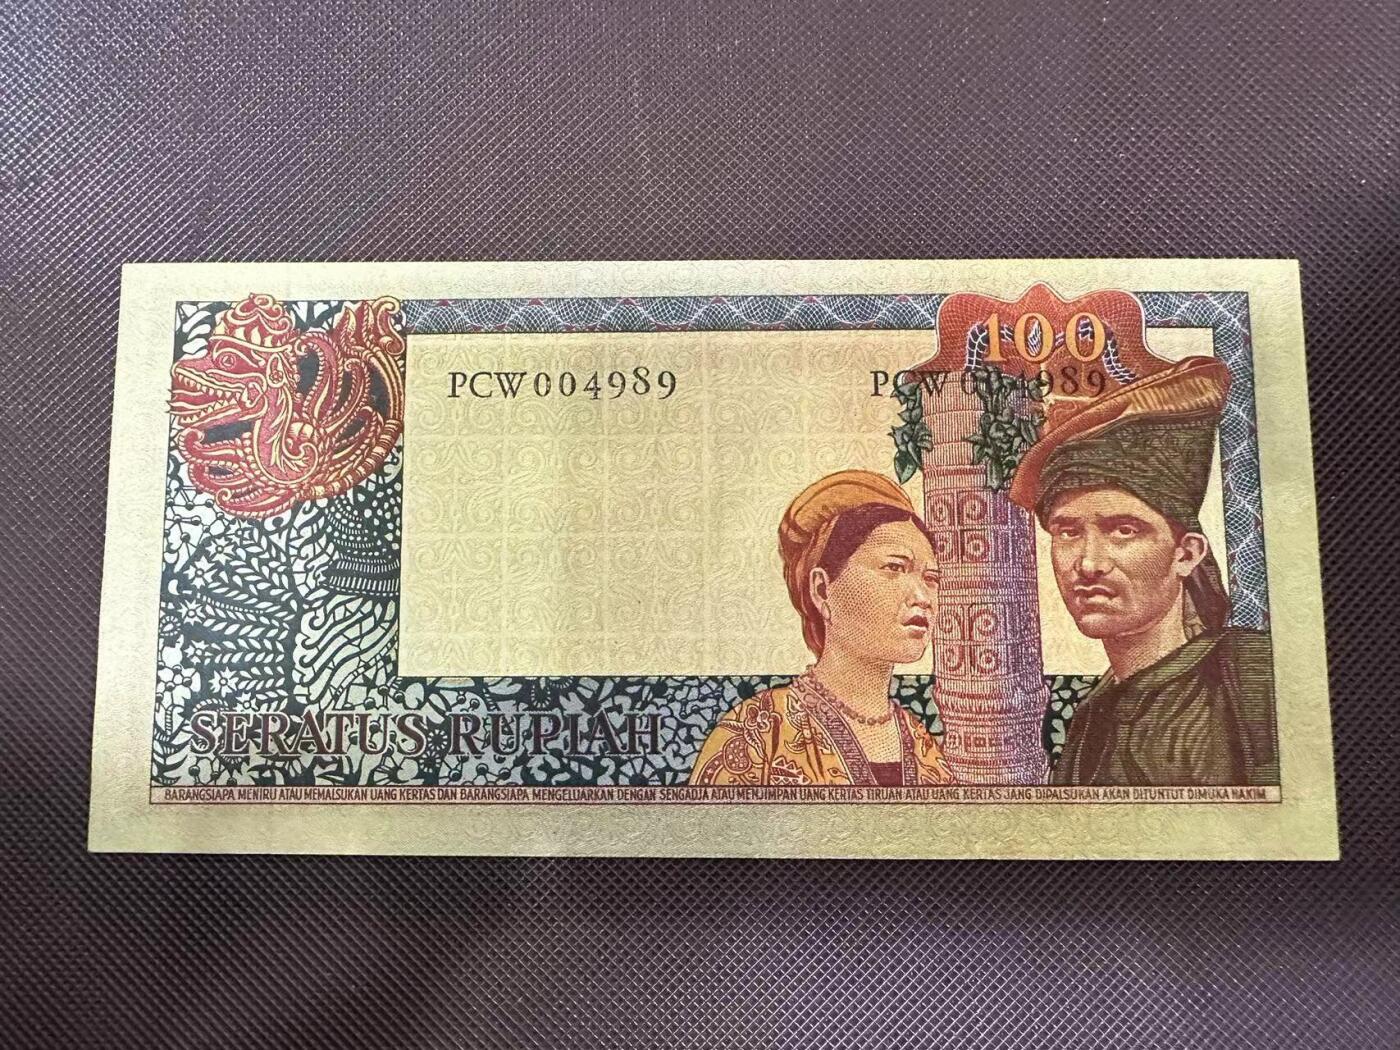 100
PCW004989 PCW004989
SERATUS RUPIAH
BARANGSIAPA MENIRU ATAU MEMALSUKAN UANG KERTAS DAN BARANGSIAPA MENGELUARKAN DENGAN SENGADJA ATAU MENJIMPAN UANG KERTAS TIRUAN ATAU UANG KERTAS JANG DIPALSUKAN AKAN DITUNTUT DIMUKA HAKIM